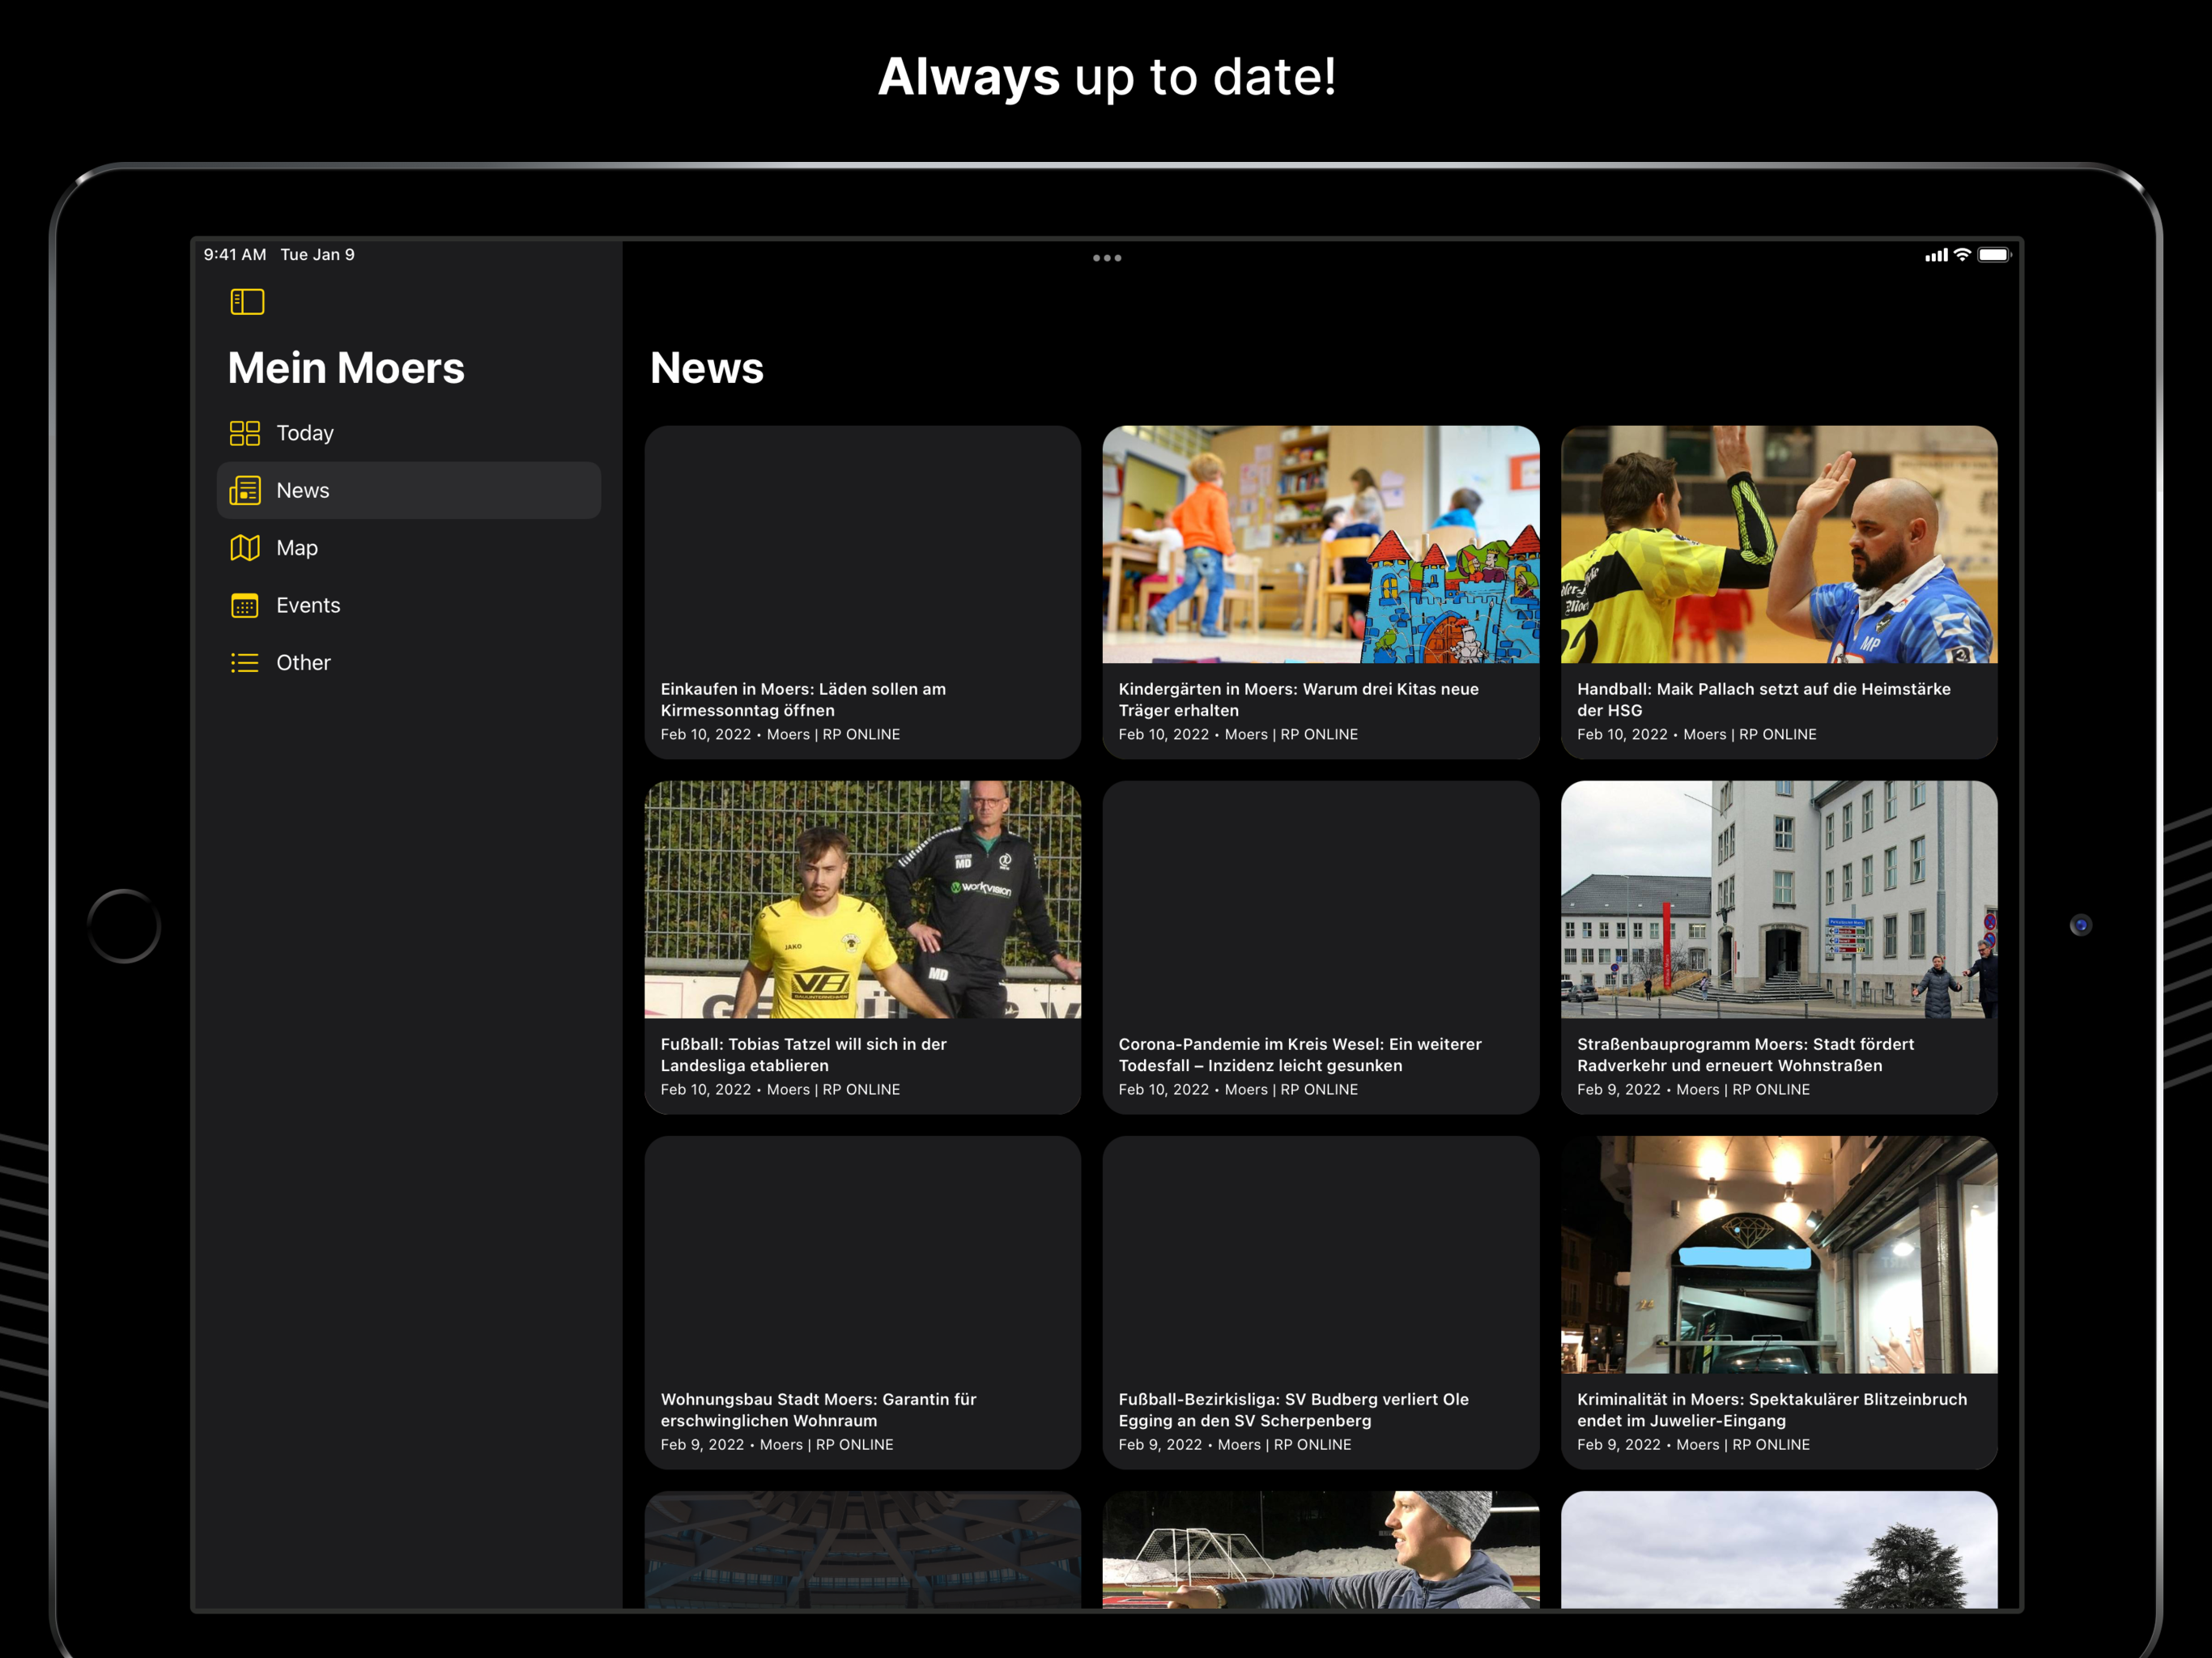 Always up to date!
9:41 AM Tue Jan 9
Mein Moers
Today
News
Map
Events
Other
News
Einkaufen in Moers: Läden sollen am
Kirmessonntag öffnen
Feb 10, 2022 • Moers | RP ONLINE
Kindergärten in Moers: Warum drei Kitas neue
Träger erhalten
Feb 10, 2022 • Moers | RP ONLINE
MP
Handball: Maik Pallach setzt auf die Heimstärke
der HSG
Feb 10, 2022 • Moers | RP ONLINE
MD
workvision
JAKO
MD
VB
Fußball: Tobias Tatzel will sich in der
Landesliga etablieren
Feb 10, 2022 • Moers | RP ONLINE
Corona-Pandemie im Kreis Wesel: Ein weiterer
Todesfall – Inzidenz leicht gesunken
Feb 10, 2022 • Moers | RP ONLINE
Straßenbauprogramm Moers: Stadt fördert
Radverkehr und erneuert Wohnstraßen
Feb 9, 2022 • Moers | RP ONLINE
Wohnungsbau Stadt Moers: Garantin für
erschwinglichen Wohnraum
Feb 9, 2022 • Moers | RP ONLINE
Fußball-Bezirkisliga: SV Budberg verliert Ole
Egging an den SV Scherpenberg
Feb 9, 2022 • Moers | RP ONLINE
Kriminalität in Moers: Spektakulärer Blitzeinbruch
endet im Juwelier-Eingang
Feb 9, 2022 • Moers | RP ONLINE